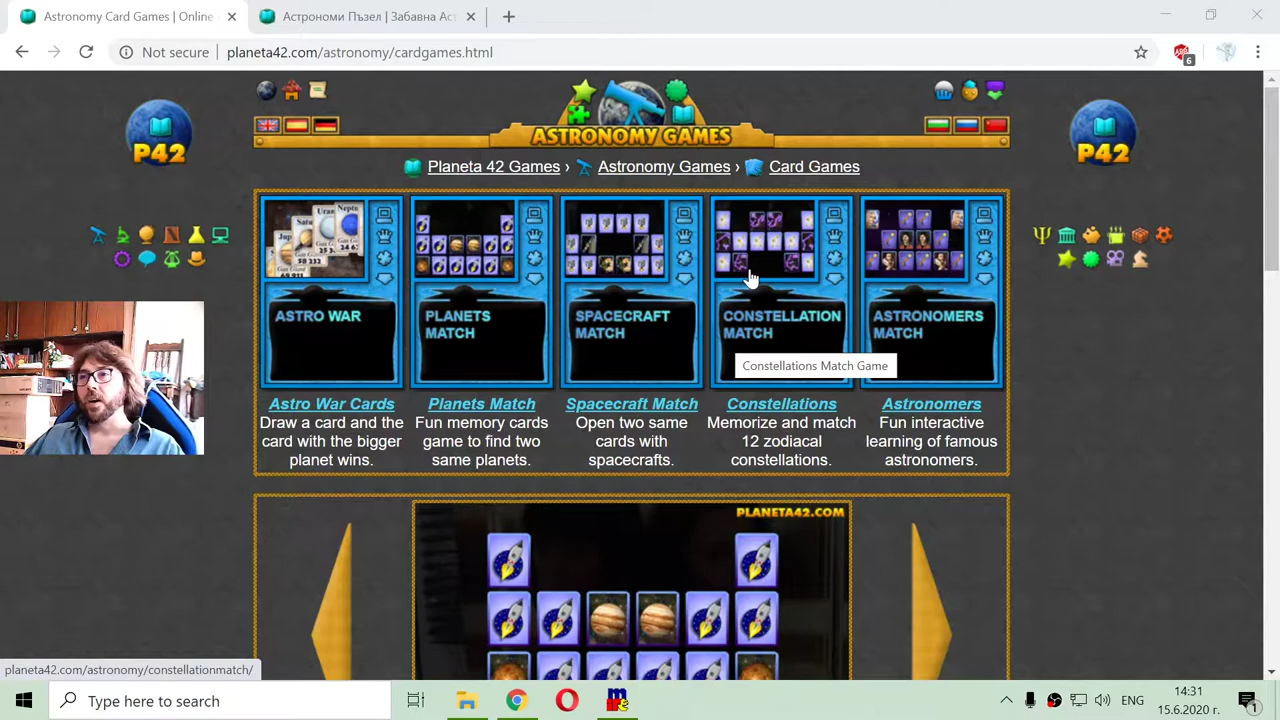 Astronomy Card Games | Online
Астрономи Пъзел | Забавна Аст
Not secure
planeta42.com/astronomy/cardgames.html
6
ASTRONOMY GAMES
P42
P42
Planeta 42 Games › Astronomy Games › Card Games
ASTRO WAR
PLANETS
MATCH
SPACECRAFT
MATCH
CONSTELLATION
MATCH
ASTRONOMERS
MATCH
Constellations Match Game
Astro War Cards
Draw a card and the
card with the bigger
planet wins.
Planets Match
Fun memory cards
game to find two
same planets.
Spacecraft Match
Open two same
cards with
spacecrafts.
Constellations
Memorize and match
12 zodiacal
constellations.
Astronomers
Fun interactive
learning of famous
astronomers.
PLANETA42.COM
planeta42.com/astronomy/constellationmatch/
Type here to search
ЕНГ
14:31
15.6.2020 г.
1